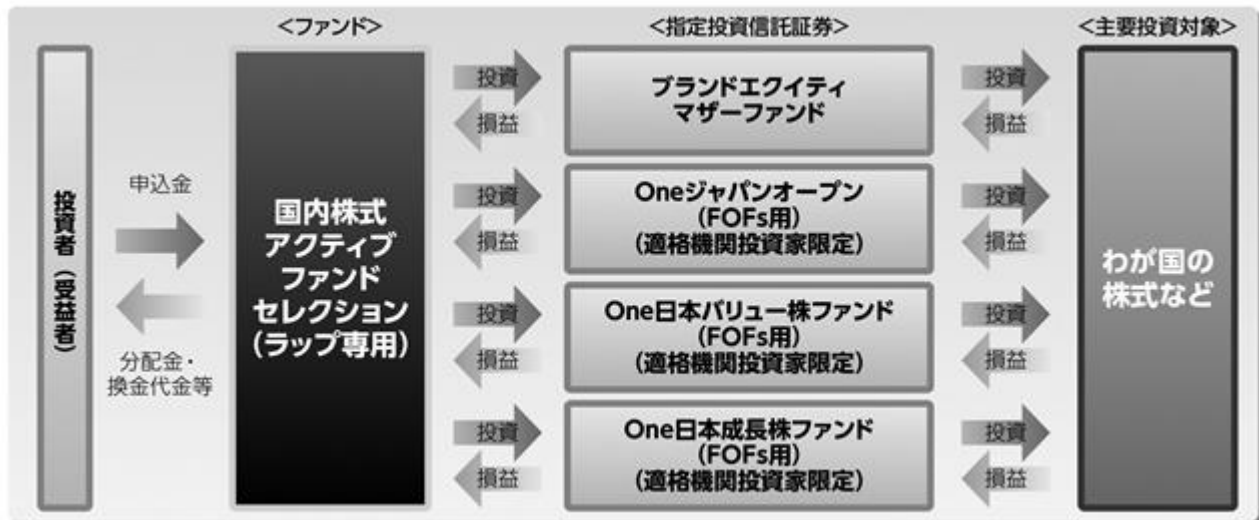 <ファンド>
<指定投資信託証券>
<主要投資対象>
投資者（受益者）
申込金
分配金・
換金代金等
国内株式
アクティブ
ファンド
セレクション
（ラップ専用）
投資
損益
ブランドエクイティ
マザーファンド
投資
損益
投資
損益
Oneジャパンオープン
（FOFs用）
（適格機関投資家限定）
投資
損益
投資
損益
One日本バリュー株ファンド
（FOFs用）
（適格機関投資家限定）
投資
損益
投資
損益
One日本成長株ファンド
（FOFs用）
（適格機関投資家限定）
投資
損益
わが国の
株式など